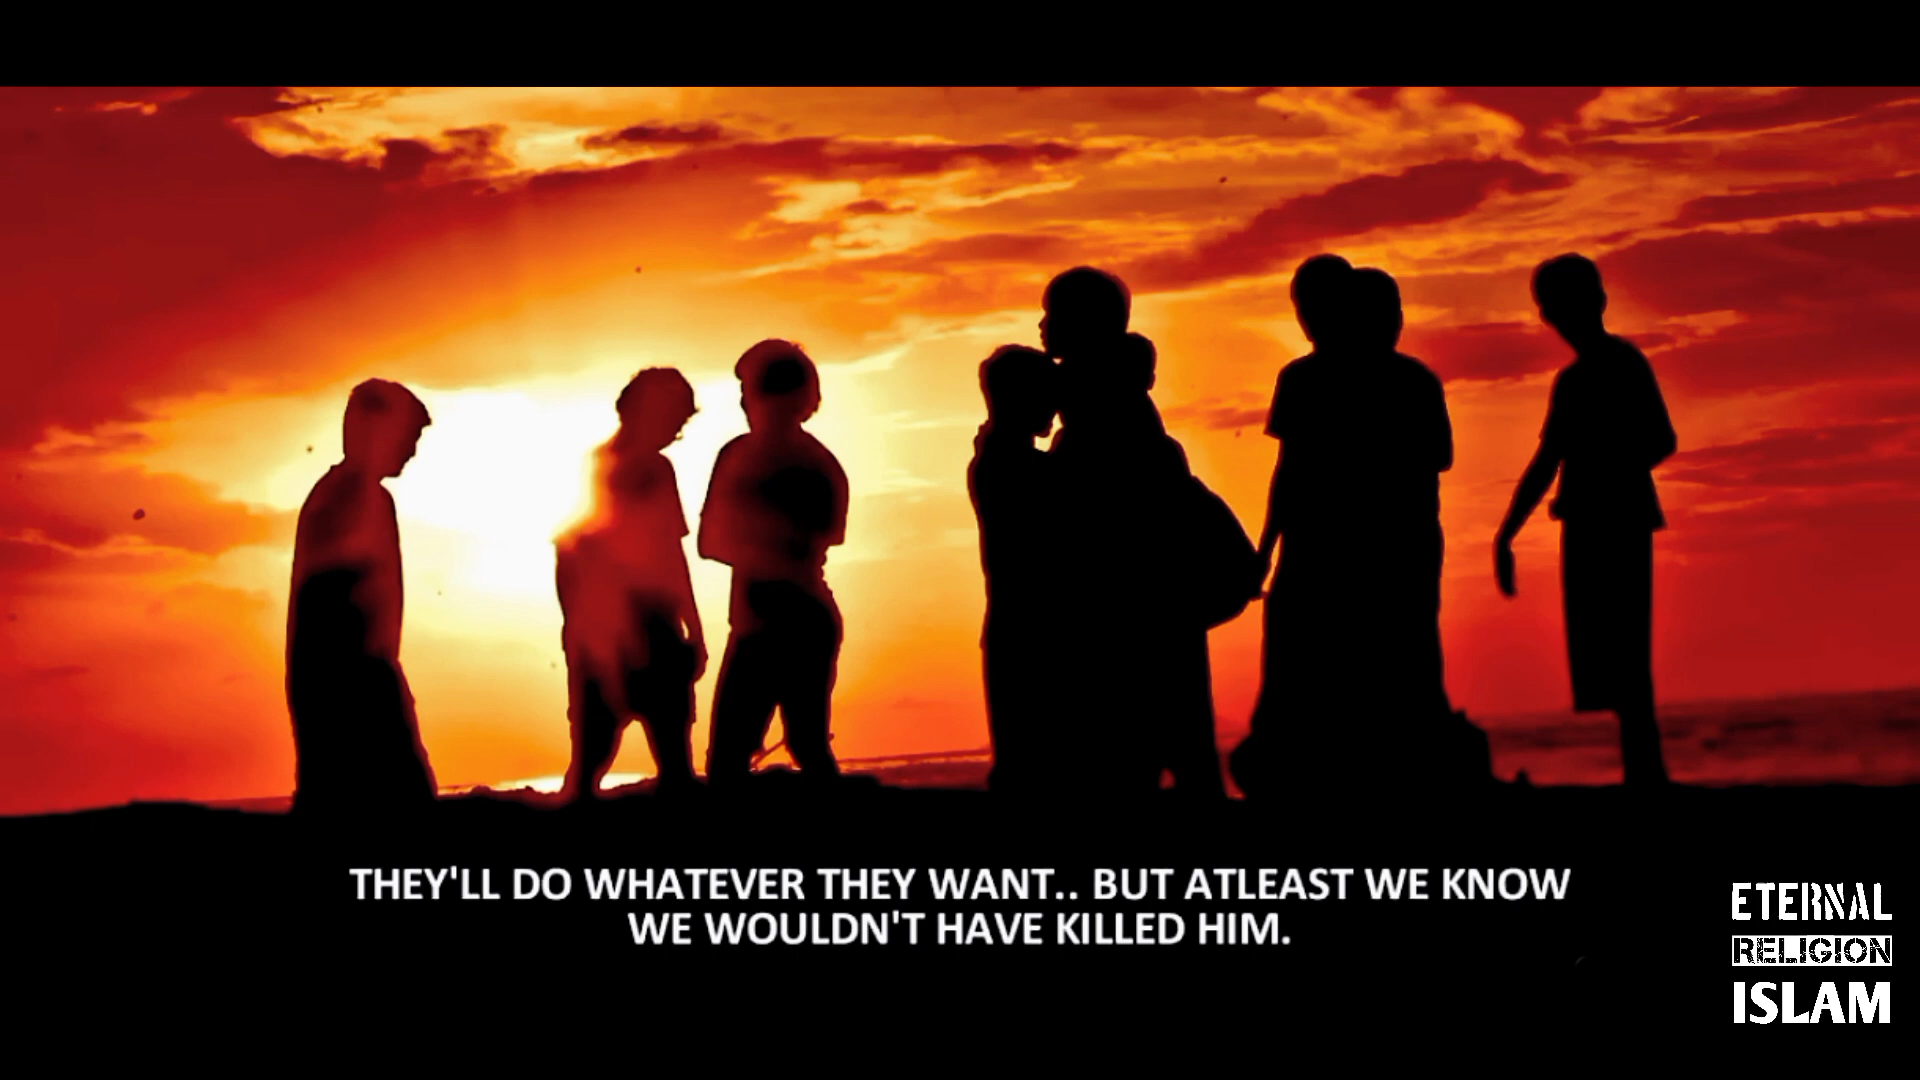 THEY'LL DO WHATEVER THEY WANT.. BUT ATLEAST WE KNOW
WE WOULDN'T HAVE KILLED HIM.
ETERNAL
RELIGION
ISLAM